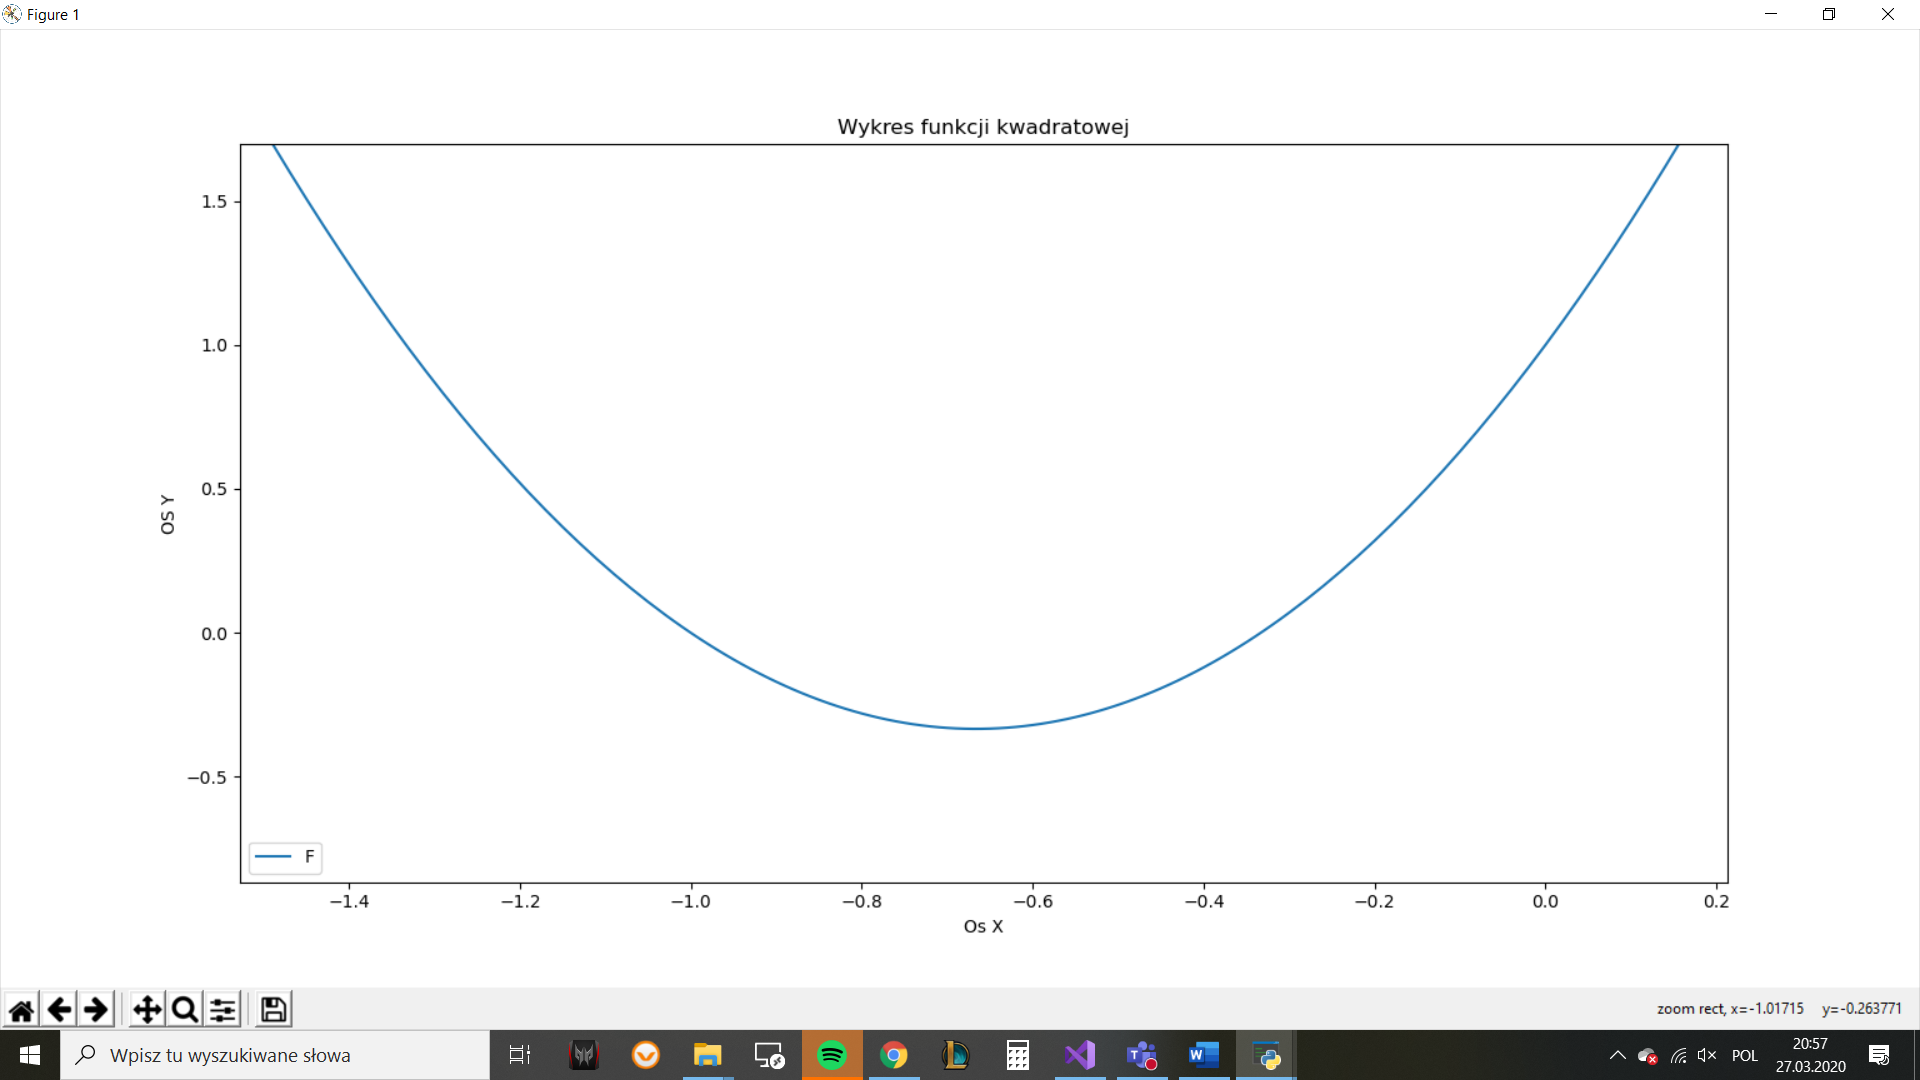 Figure 1
Wykres funkcji kwadratowej
1.5
1.0
0.5
0.0
−0.5
OS Y
F
−1.4 −1.2 −1.0 −0.8 −0.6 −0.4 −0.2 0.0 0.2
Os X
zoom rect, x=-1.01715 y=-0.263771
Wpisz tu wyszukiwane słowa
POL
20:57
27.03.2020